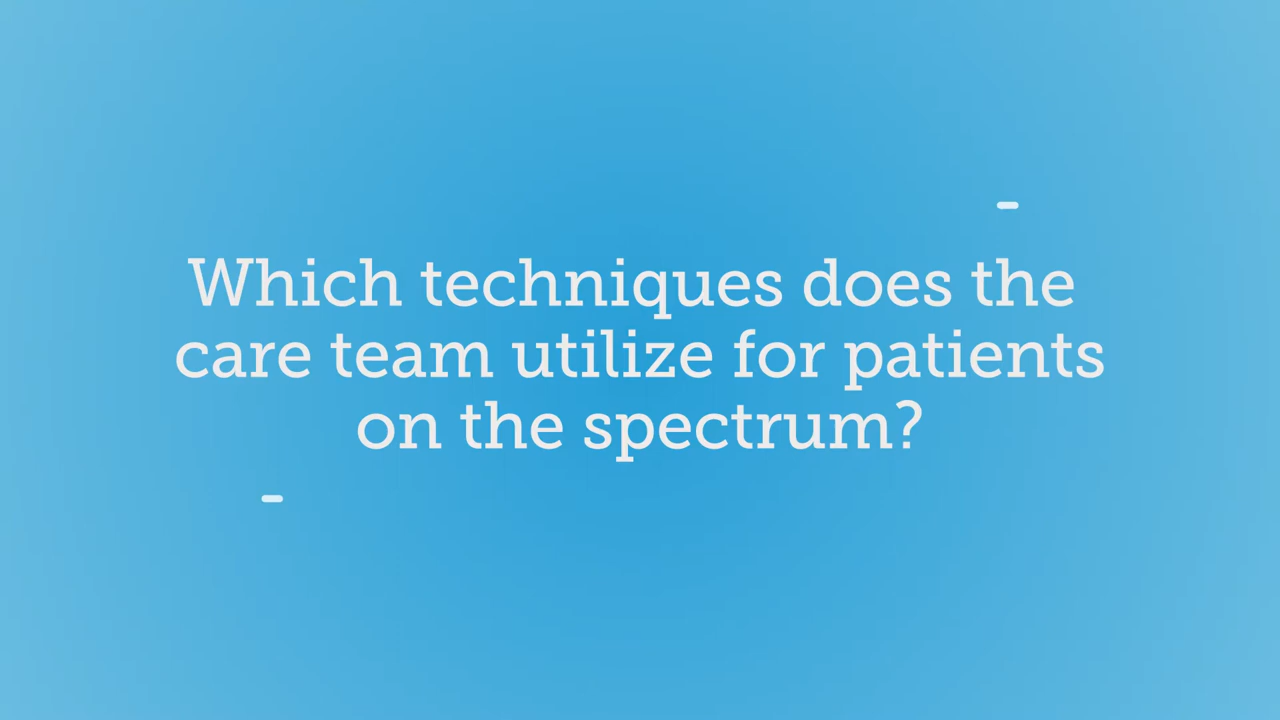 Which techniques does the
care team utilize for patients
on the spectrum?